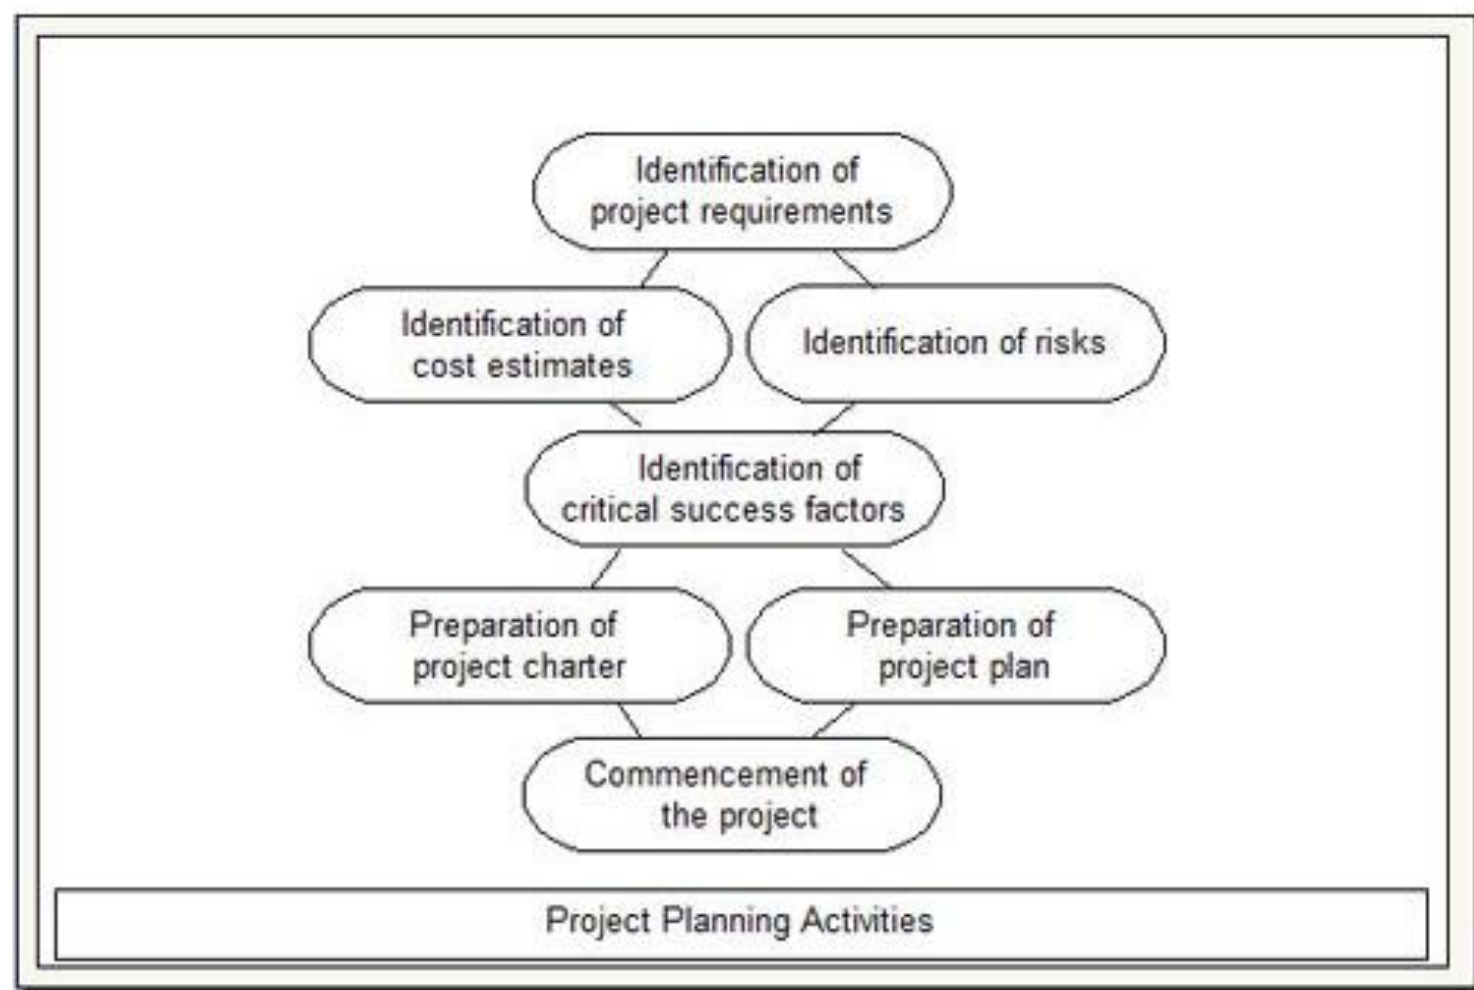 Identification of
project requirements
Identification of
cost estimates
Identification of risks
Identification of
critical success factors
Preparation of
project charter
Preparation of
project plan
Commencement of
the project
Project Planning Activities